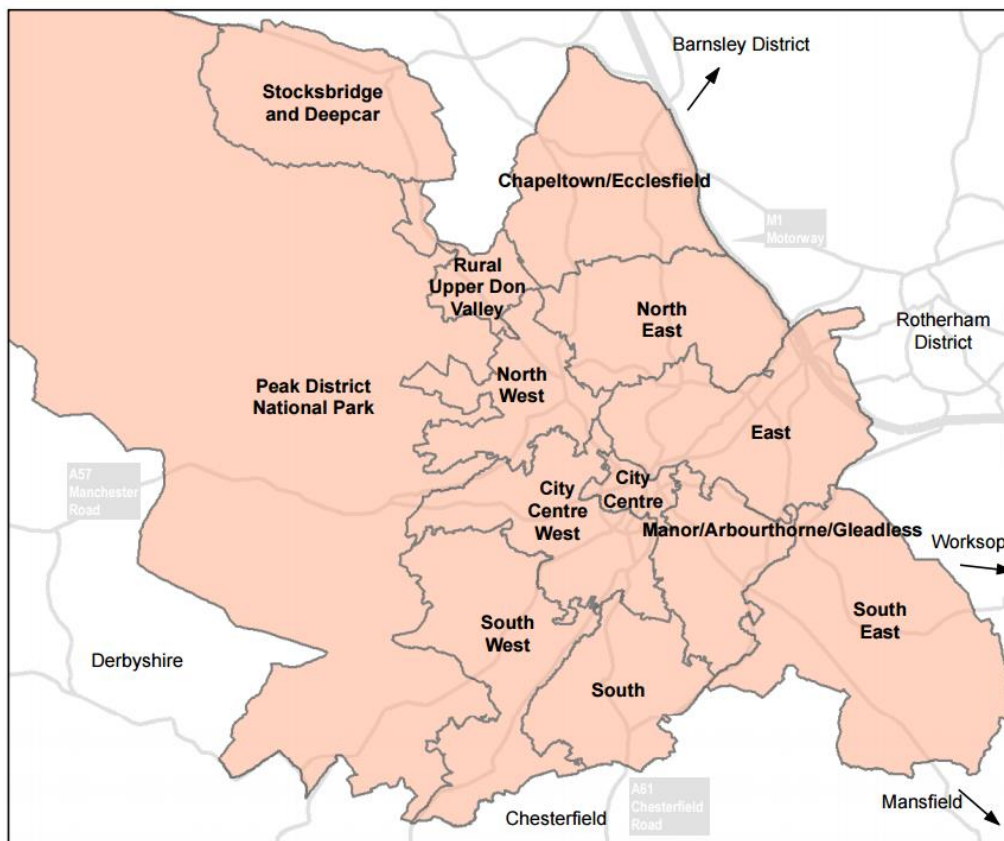 Barnsley District
Stocksbridge
and Deepcar
Chapeltown/Ecclesfield
M1
Motorway
Rural
Upper Don
Valley
North
East
Rotherham
District
Peak District
National Park
North
West
East
A57
Manchester
Road
City
Centre
West
City
Centre
Manor/Arbourthorne/Gleadless
Worksop
South
West
South
East
Derbyshire
South
Chesterfield
A61
Chesterfield
Road
Mansfield